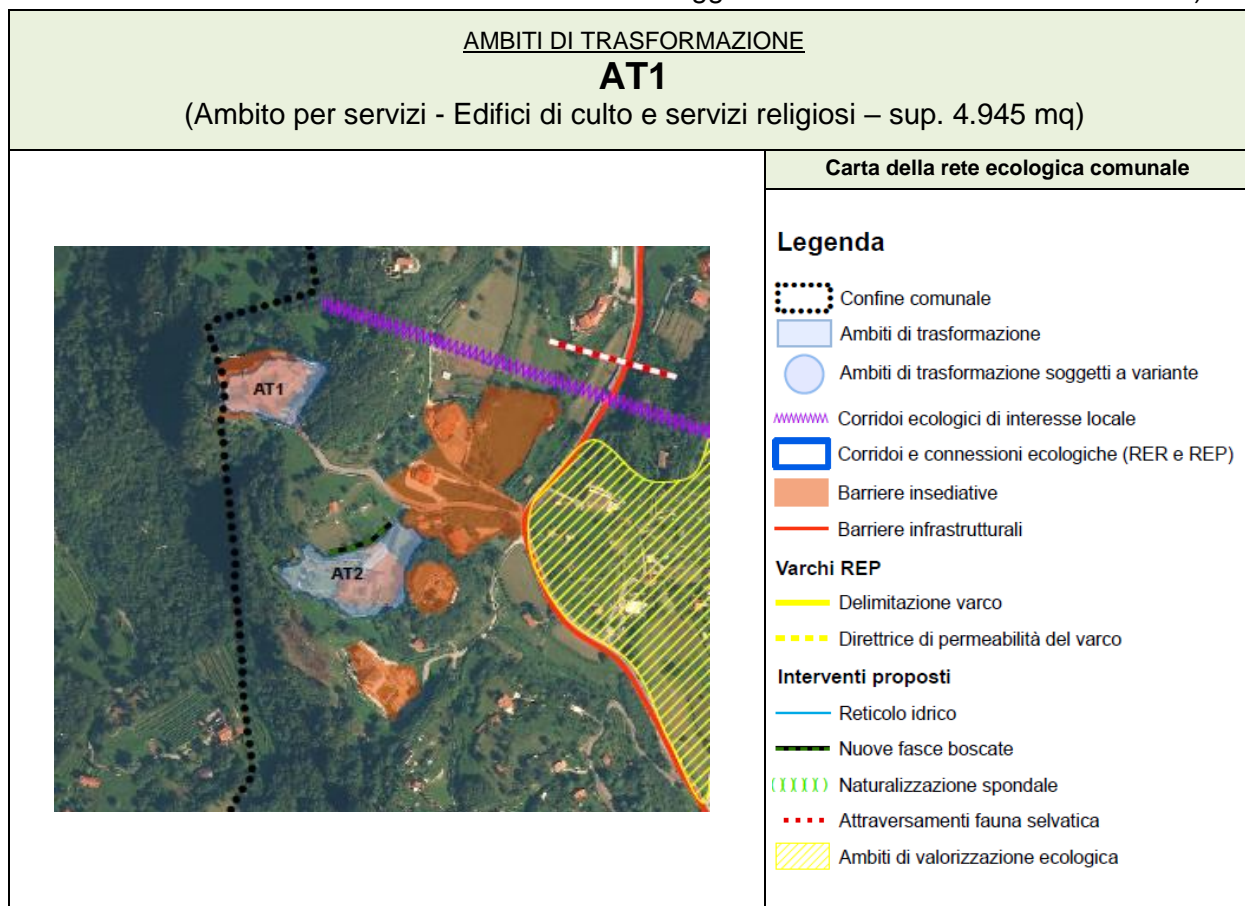 AMBITI DI TRASFORMAZIONE
AT1
(Ambito per servizi - Edifici di culto e servizi religiosi – sup. 4.945 mq)
Carta della rete ecologica comunale
AT1
AT2
Legenda
Confine comunale
Ambiti di trasformazione
Ambiti di trasformazione soggetti a variante
Corridoi ecologici di interesse locale
Corridoi e connessioni ecologiche (RER e REP)
Barriere insediative
Barriere infrastrutturali
Varchi REP
Delimitazione varco
Direttrice di permeabilità del varco
Interventi proposti
Reticolo idrico
Nuove fasce boscate
Naturalizzazione spondale
Attraversamenti fauna selvatica
Ambiti di valorizzazione ecologica